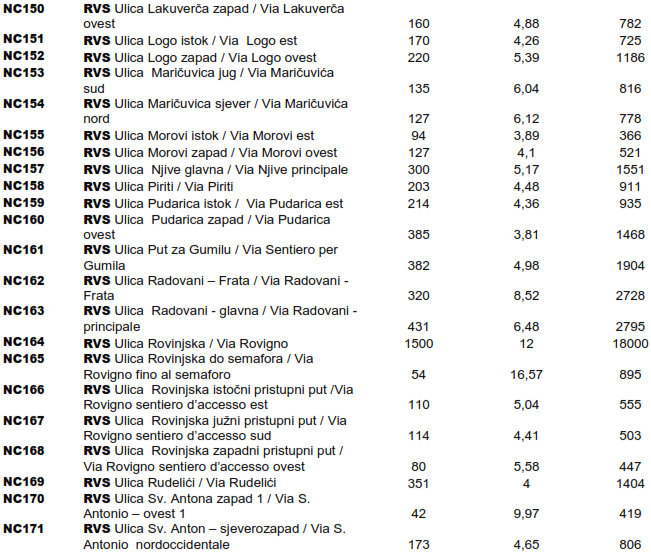 NC150 RVS Ulica Lakuverča zapad / Via Lakuverča
ovest 160 4,88 782
NC151 RVS Ulica Logo istok / Via Logo est 170 4,26 725
NC152 RVS Ulica Logo zapad / Via Logo ovest 220 5,39 1186
NC153 RVS Ulica Maričuvica jug / Via Maričuvića
sud 135 6,04 816
NC154 RVS Ulica Maričuvica sjever / Via Maričuvića
nord 127 6,12 778
NC155 RVS Ulica Morovi istok / Via Morovi est 94 3,89 366
NC156 RVS Ulica Morovi zapad / Via Morovi ovest 127 4,1 521
NC157 RVS Ulica Njive glavna / Via Njive principale 300 5,17 1551
NC158 RVS Ulica Piriti / Via Piriti 203 4,48 911
NC159 RVS Ulica Pudarica istok / Via Pudarica est 214 4,36 935
NC160 RVS Ulica Pudarica zapad / Via Pudarica
ovest 385 3,81 1468
NC161 RVS Ulica Put za Gumilu / Via Sentiero per
Gumila 382 4,98 1904
NC162 RVS Ulica Radovani – Frata / Via Radovani -
Frata 320 8,52 2728
NC163 RVS Ulica Radovani - glavna / Via Radovani -
principale 431 6,48 2795
NC164 RVS Ulica Rovinjska / Via Rovigno 1500 12 18000
NC165 RVS Ulica Rovinjska do semafora / Via
Rovigno fino al semaforo 54 16,57 895
NC166 RVS Ulica Rovinjska istočni pristupni put /Via
Rovigno sentiero d'accesso est 110 5,04 555
NC167 RVS Ulica Rovinjska južni pristupni put / Via
Rovigno sentiero d'accesso sud 114 4,41 503
NC168 RVS Ulica Rovinjska zapadni pristupni put /
Via Rovigno sentiero d'accesso ovest 80 5,58 447
NC169 RVS Ulica Rudelići / Via Rudelići 351 4 1404
NC170 RVS Ulica Sv. Antona zapad 1 / Via S.
Antonio – ovest 1 42 9,97 419
NC171 RVS Ulica Sv. Anton – sjeverozapad / Via S.
Antonio nordoccidentale 173 4,65 806